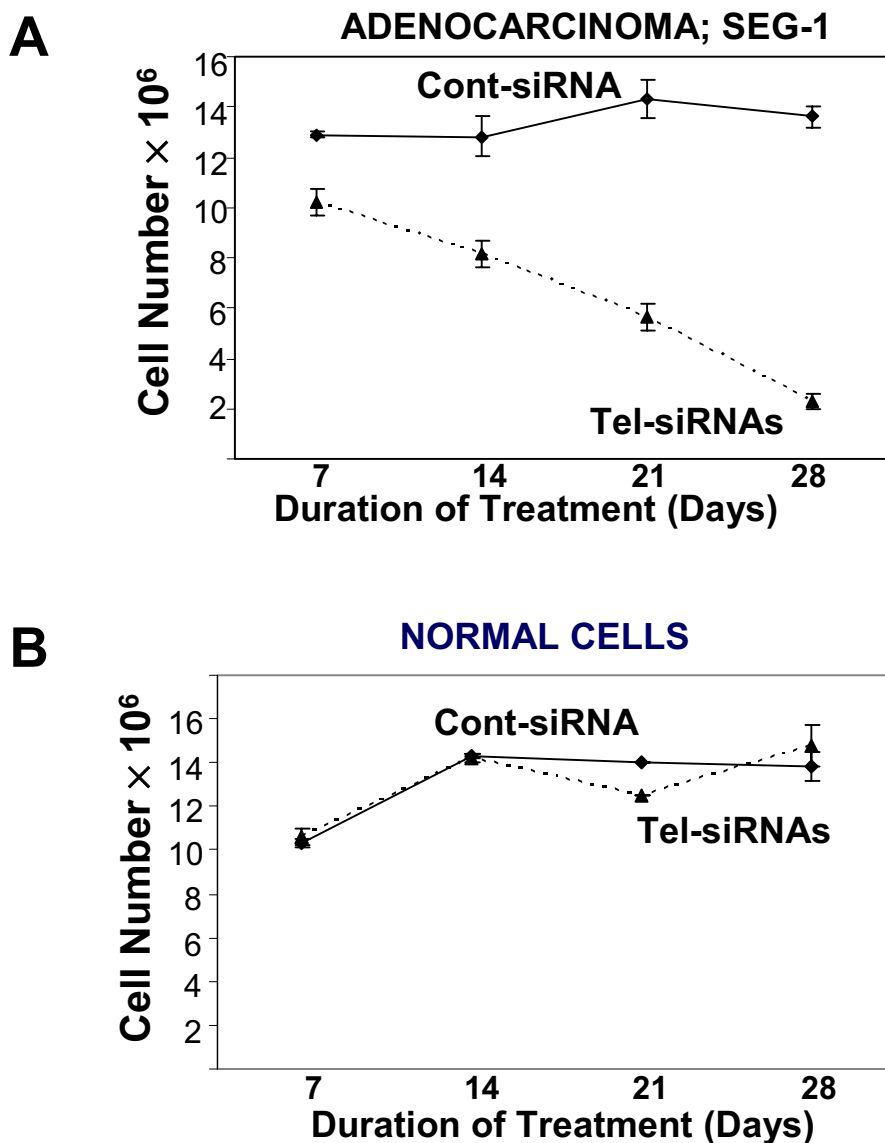 A
ADENOCARCINOMA; SEG-1
Cell Number × 10⁶
16
14
12
10
8
6
4
2
Cont-siRNA
Tel-siRNAs
7 14 21 28
Duration of Treatment (Days)
B
NORMAL CELLS
Cell Number × 10⁶
16
14
12
10
8
6
4
2
Cont-siRNA
Tel-siRNAs
7 14 21 28
Duration of Treatment (Days)